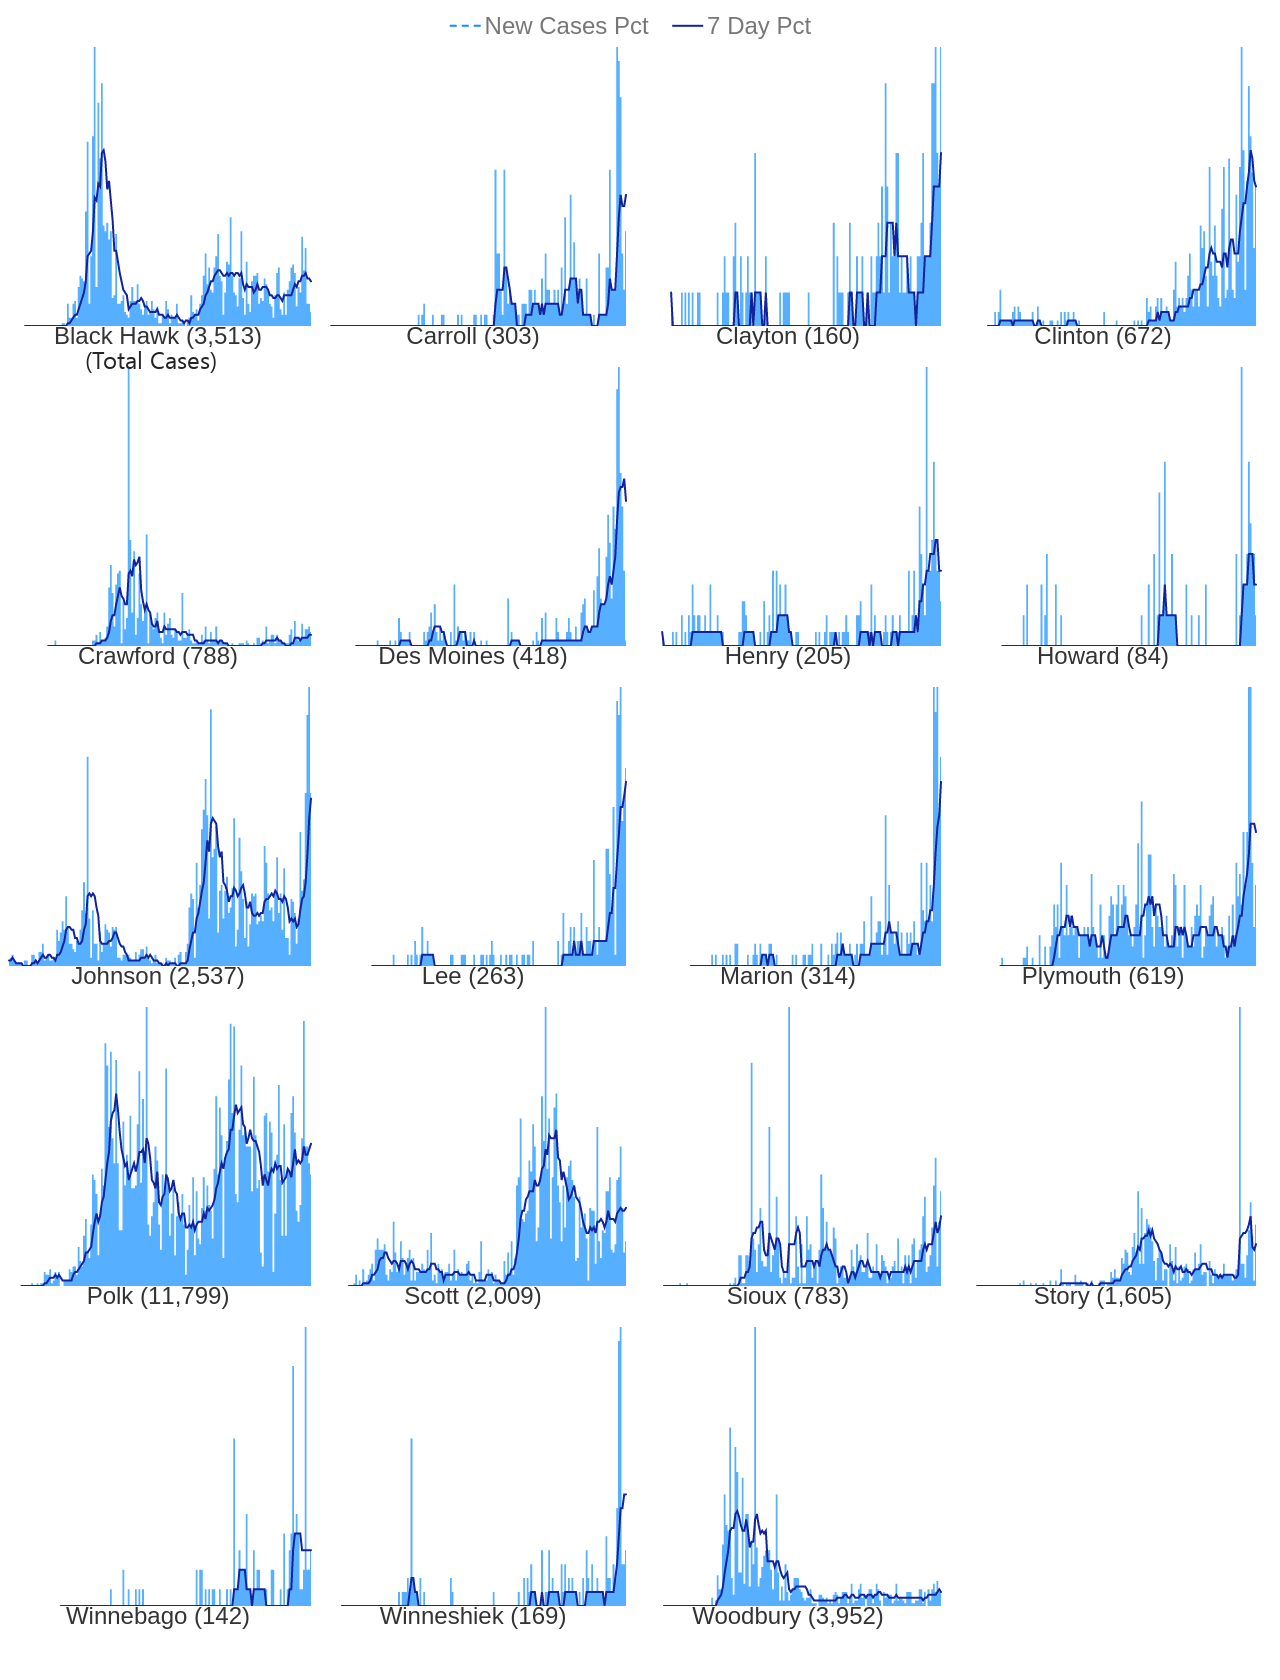 New Cases Pct 7 Day Pct
Black Hawk (3,513) Carroll (303) Clayton (160) Clinton (672)
(Total Cases)
Crawford (788) Des Moines (418) Henry (205) Howard (84)
Johnson (2,537) Lee (263) Marion (314) Plymouth (619)
Polk (11,799) Scott (2,009) Sioux (783) Story (1,605)
Winnebago (142) Winneshiek (169) Woodbury (3,952)